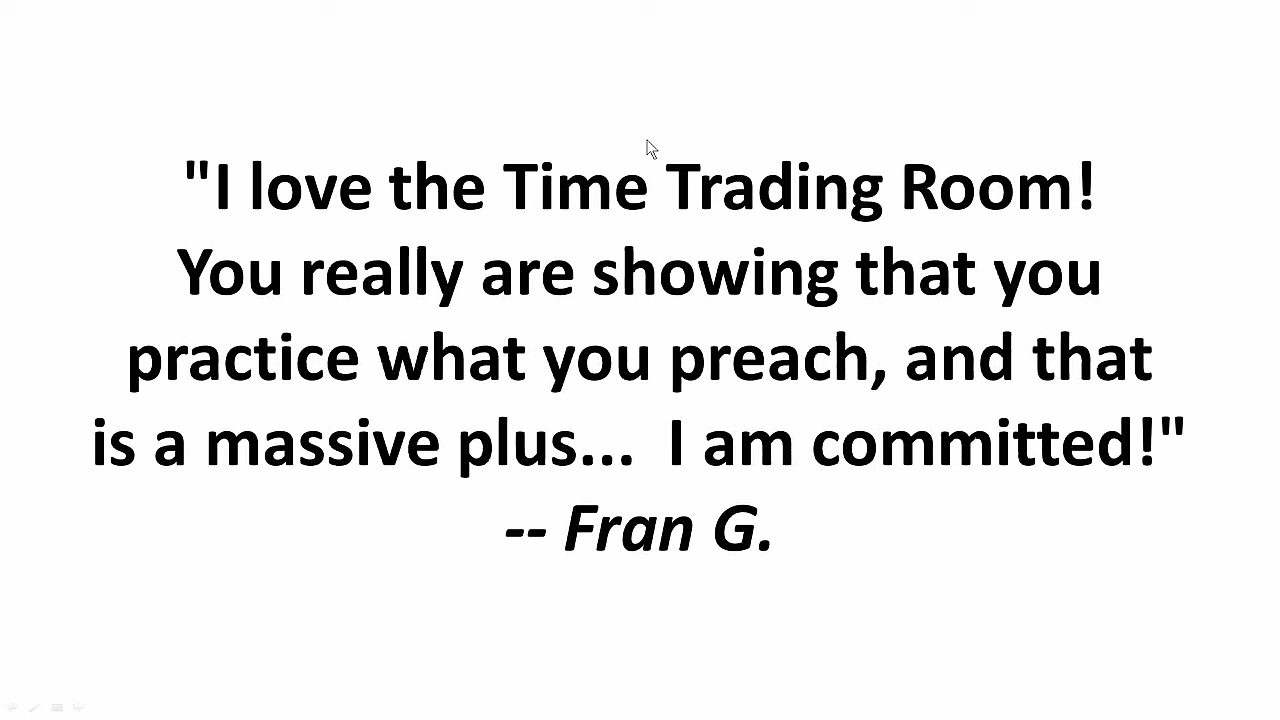 "I love the Time Trading Room!
You really are showing that you
practice what you preach, and that
is a massive plus...  I am committed!"
-- Fran G.